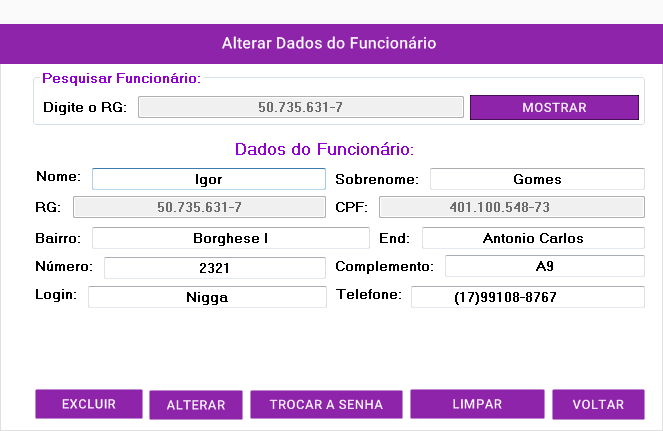 Alterar Dados do Funcionário
Pesquisar Funcionário:
Digite o RG: 50.735.631-7 MOSTRAR
Dados do Funcionário:
Nome: Igor Sobrenome: Gomes
RG: 50.735.631-7 CPF: 401.100.548-73
Bairro: Borghese I End: Antonio Carlos
Número: 2321 Complemento: A9
Login: Nigga Telefone: (17)99108-8767
EXCLUIR ALTERAR TROCAR A SENHA LIMPAR VOLTAR